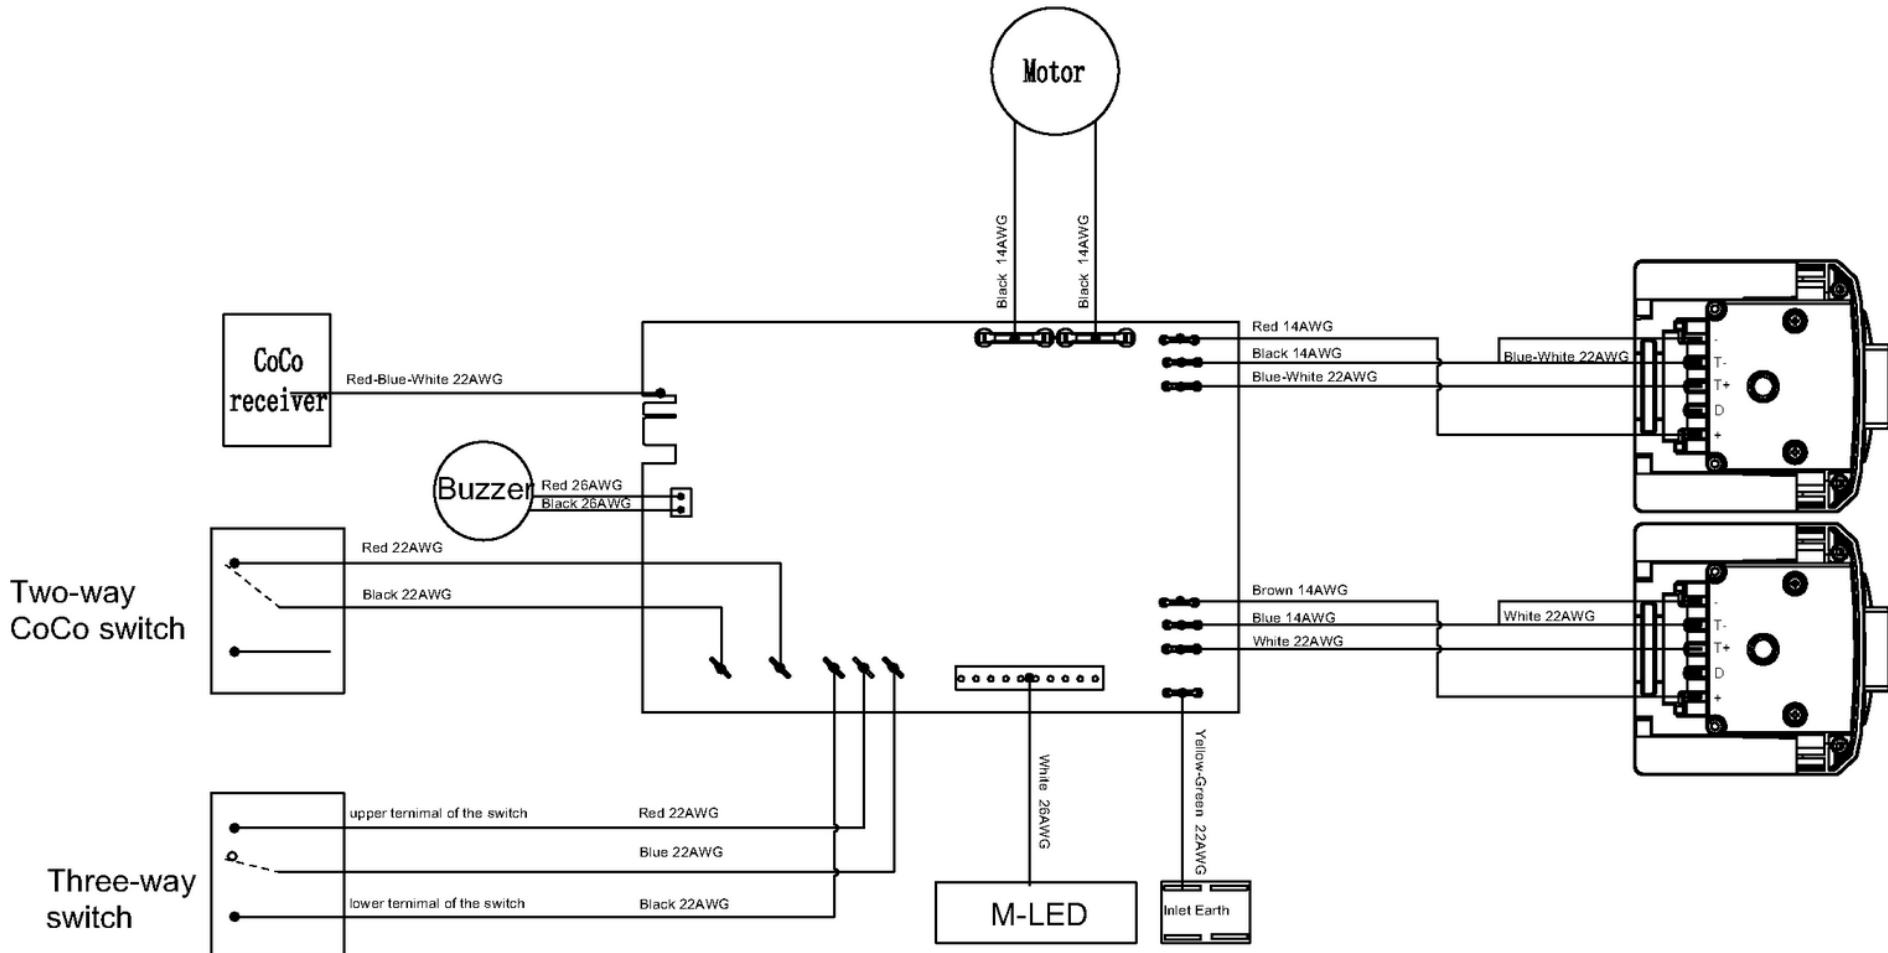 Motor
Black 14AWG
Black 14AWG
CoCo
receiver
Red-Blue-White 22AWG
Buzzer
Red 26AWG
Black 26AWG
Two-way
CoCo switch
Red 22AWG
Black 22AWG
Three-way
switch
upper terninal of the switch
Red 22AWG
Blue 22AWG
lower terninal of the switch
Black 22AWG
White 26AWG
M-LED
Yellow-Green 22AWG
Inlet Earth
Red 14AWG
Black 14AWG
Blue-White 22AWG
Blue-White 22AWG
-
T-
T+
D
+
Brown 14AWG
Blue 14AWG
White 22AWG
White 22AWG
-
T-
T+
D
+